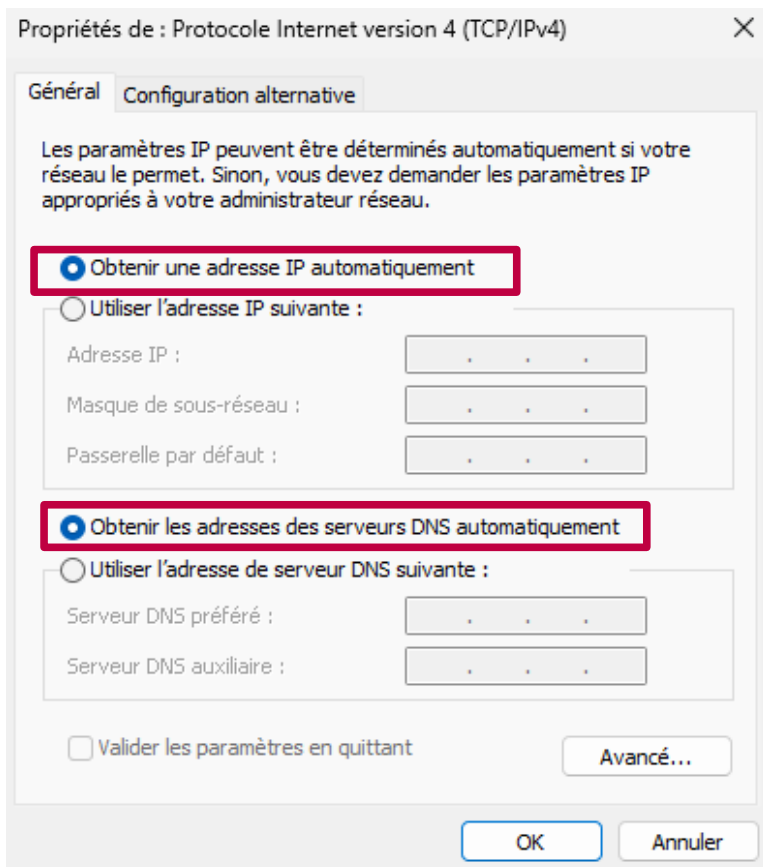 Propriétés de : Protocole Internet version 4 (TCP/IPv4)
Général
Configuration alternative
Les paramètres IP peuvent être déterminés automatiquement si votre
réseau le permet. Sinon, vous devez demander les paramètres IP
appropriés à votre administrateur réseau.
Obtenir une adresse IP automatiquement
Utiliser l’adresse IP suivante :
Adresse IP :
Masque de sous-réseau :
Passerelle par défaut :
Obtenir les adresses des serveurs DNS automatiquement
Utiliser l’adresse de serveur DNS suivante :
Serveur DNS préféré :
Serveur DNS auxiliaire :
Valider les paramètres en quittant
Avancé...
OK
Annuler